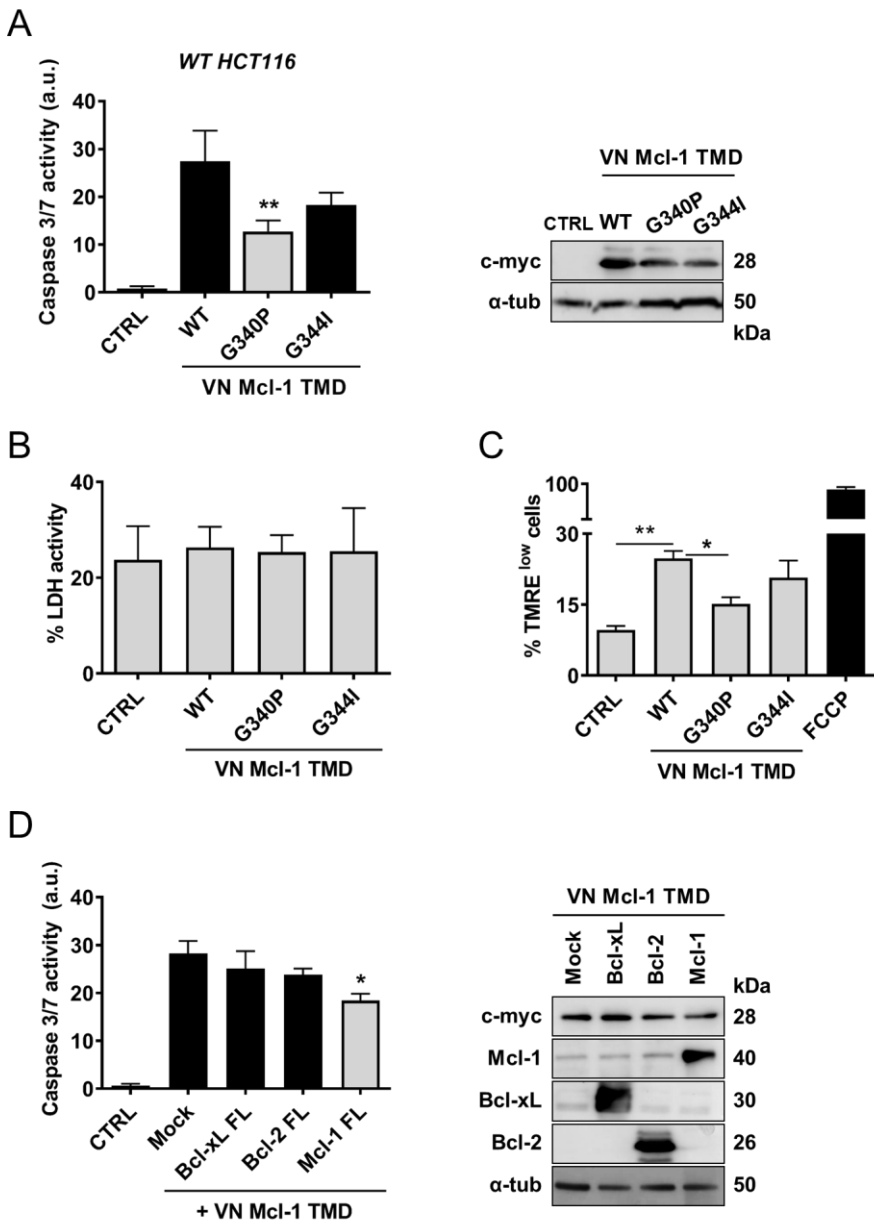 A
WT HCT116
Caspase 3/7 activity (a.u.)
40
30
20
10
0
**
CTRL
WT
G340P
G344I
VN Mcl-1 TMD
VN Mcl-1 TMD
CTRL
WT
G340P
G344I
c-myc
28
α-tub
50
kDa
B
% LDH activity
40
20
0
CTRL
WT
G340P
G344I
VN Mcl-1 TMD
C
% TMRE low cells
100
30
15
0
**
*
CTRL
WT
G340P
G344I
FCCP
VN Mcl-1 TMD
D
Caspase 3/7 activity (a.u.)
40
30
20
10
0
*
CTRL
Mock
Bcl-xL FL
Bcl-2 FL
Mcl-1 FL
+ VN Mcl-1 TMD
VN Mcl-1 TMD
Mock
Bcl-xL
Bcl-2
Mcl-1
kDa
c-myc
28
Mcl-1
40
Bcl-xL
30
Bcl-2
26
α-tub
50